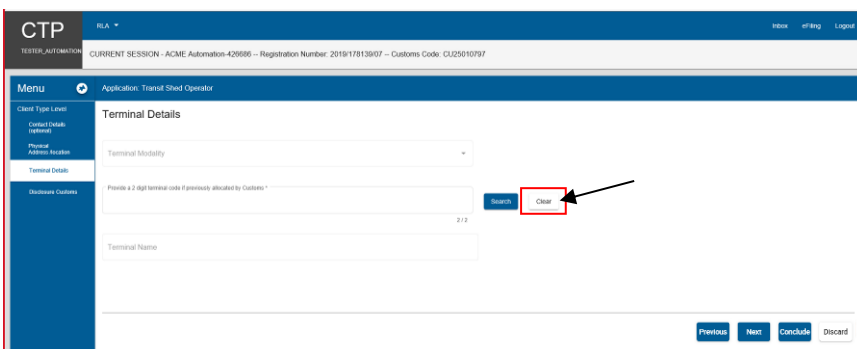 CTP
RLA
Inbox eFiling Logout
TESTER_AUTOMATION
CURRENT SESSION - ACME Automation-426686 -- Registration Number: 2019/178139/07 -- Customs Code: CU25010797
Menu
Application: Transit Shed Operator
Client Type Level
Contact Details
(optional)
Physical
Address /location
Terminal Details
Disclosure Customs
Terminal Details
Terminal Modality
Provide a 2 digit terminal code if previously allocated by Customs *
Search Clear
2 / 2
Terminal Name
Previous Next Conclude Discard